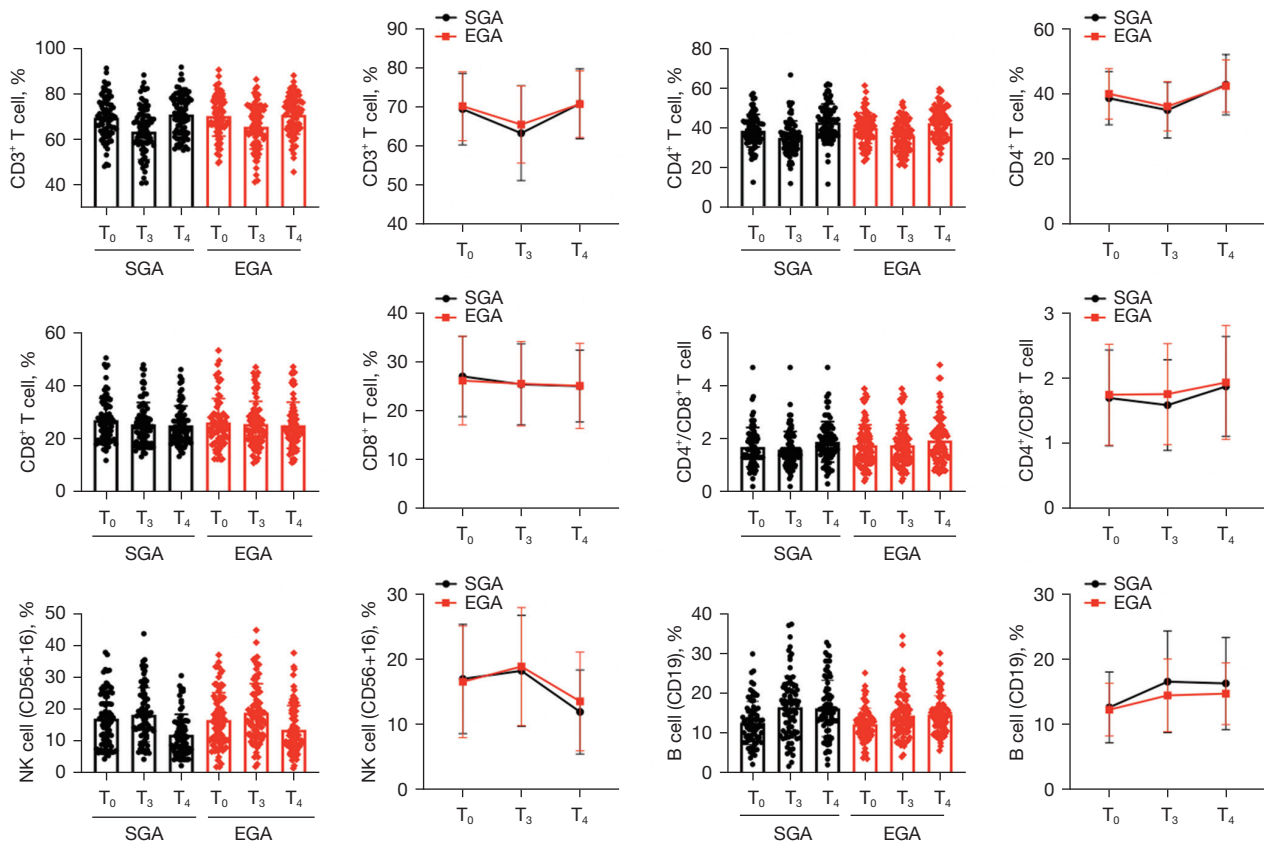 CD3⁺ T cell, %
100
80
60
40
T₀ T₃ T₄ T₀ T₃ T₄
SGA EGA
SGA
EGA
CD3⁺ T cell, %
90
80
70
60
50
40
T₀ T₃ T₄
CD4⁺ T cell, %
80
60
40
20
0
T₀ T₃ T₄ T₀ T₃ T₄
SGA EGA
SGA
EGA
CD4⁺ T cell, %
60
40
20
0
T₀ T₃ T₄
CD8⁺ T cell, %
60
40
20
0
T₀ T₃ T₄ T₀ T₃ T₄
SGA EGA
SGA
EGA
CD8⁺ T cell, %
40
30
20
10
0
T₀ T₃ T₄
CD4⁺/CD8⁺ T cell
6
4
2
0
T₀ T₃ T₄ T₀ T₃ T₄
SGA EGA
SGA
EGA
CD4⁺/CD8⁺ T cell
3
2
1
0
T₀ T₃ T₄
NK cell (CD56+16), %
50
40
30
20
10
0
T₀ T₃ T₄ T₀ T₃ T₄
SGA EGA
SGA
EGA
NK cell (CD56+16), %
30
20
10
0
T₀ T₃ T₄
B cell (CD19), %
40
30
20
10
0
T₀ T₃ T₄ T₀ T₃ T₄
SGA EGA
SGA
EGA
B cell (CD19), %
30
20
10
0
T₀ T₃ T₄